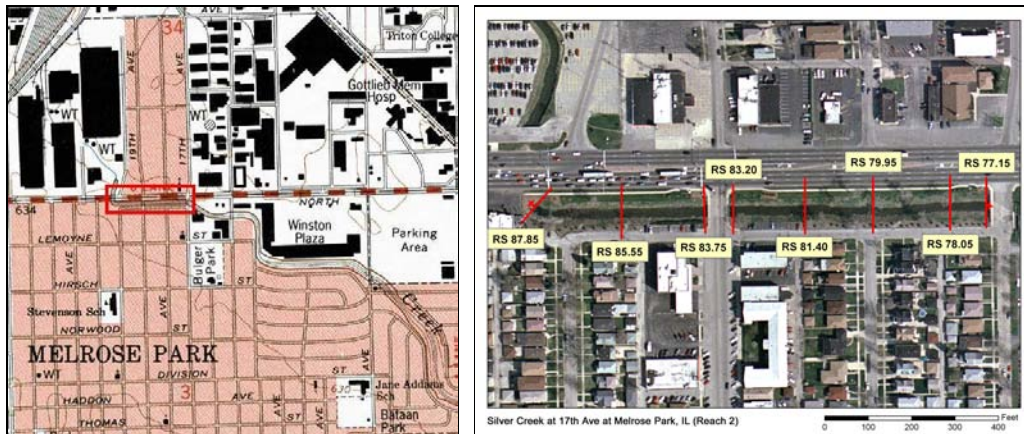 34
Triton College
AVE
AVE
Gottlieb Mem
Hosp
WT
WT
19TH
17TH
WT
634
NORTH
LEMOYNE
ST
Winston
Plaza
Parking
Area
Bulger
Park
HIRSCH
ST
AVE
Stevenson Sch
Creek
NORWOOD
ST
MELROSE PARK
WT
DIVISION
ST
AVE
630
Jane Addams
Sch
HADDON
3
AVE
THOMAS
Bataan
Park
RS 83.20
RS 79.95
RS 77.15
RS 87.85
RS 85.55
RS 83.75
RS 81.40
RS 78.05
Silver Creek at 17th Ave at Melrose Park, IL (Reach 2)
Feet
0 100 200 300 400